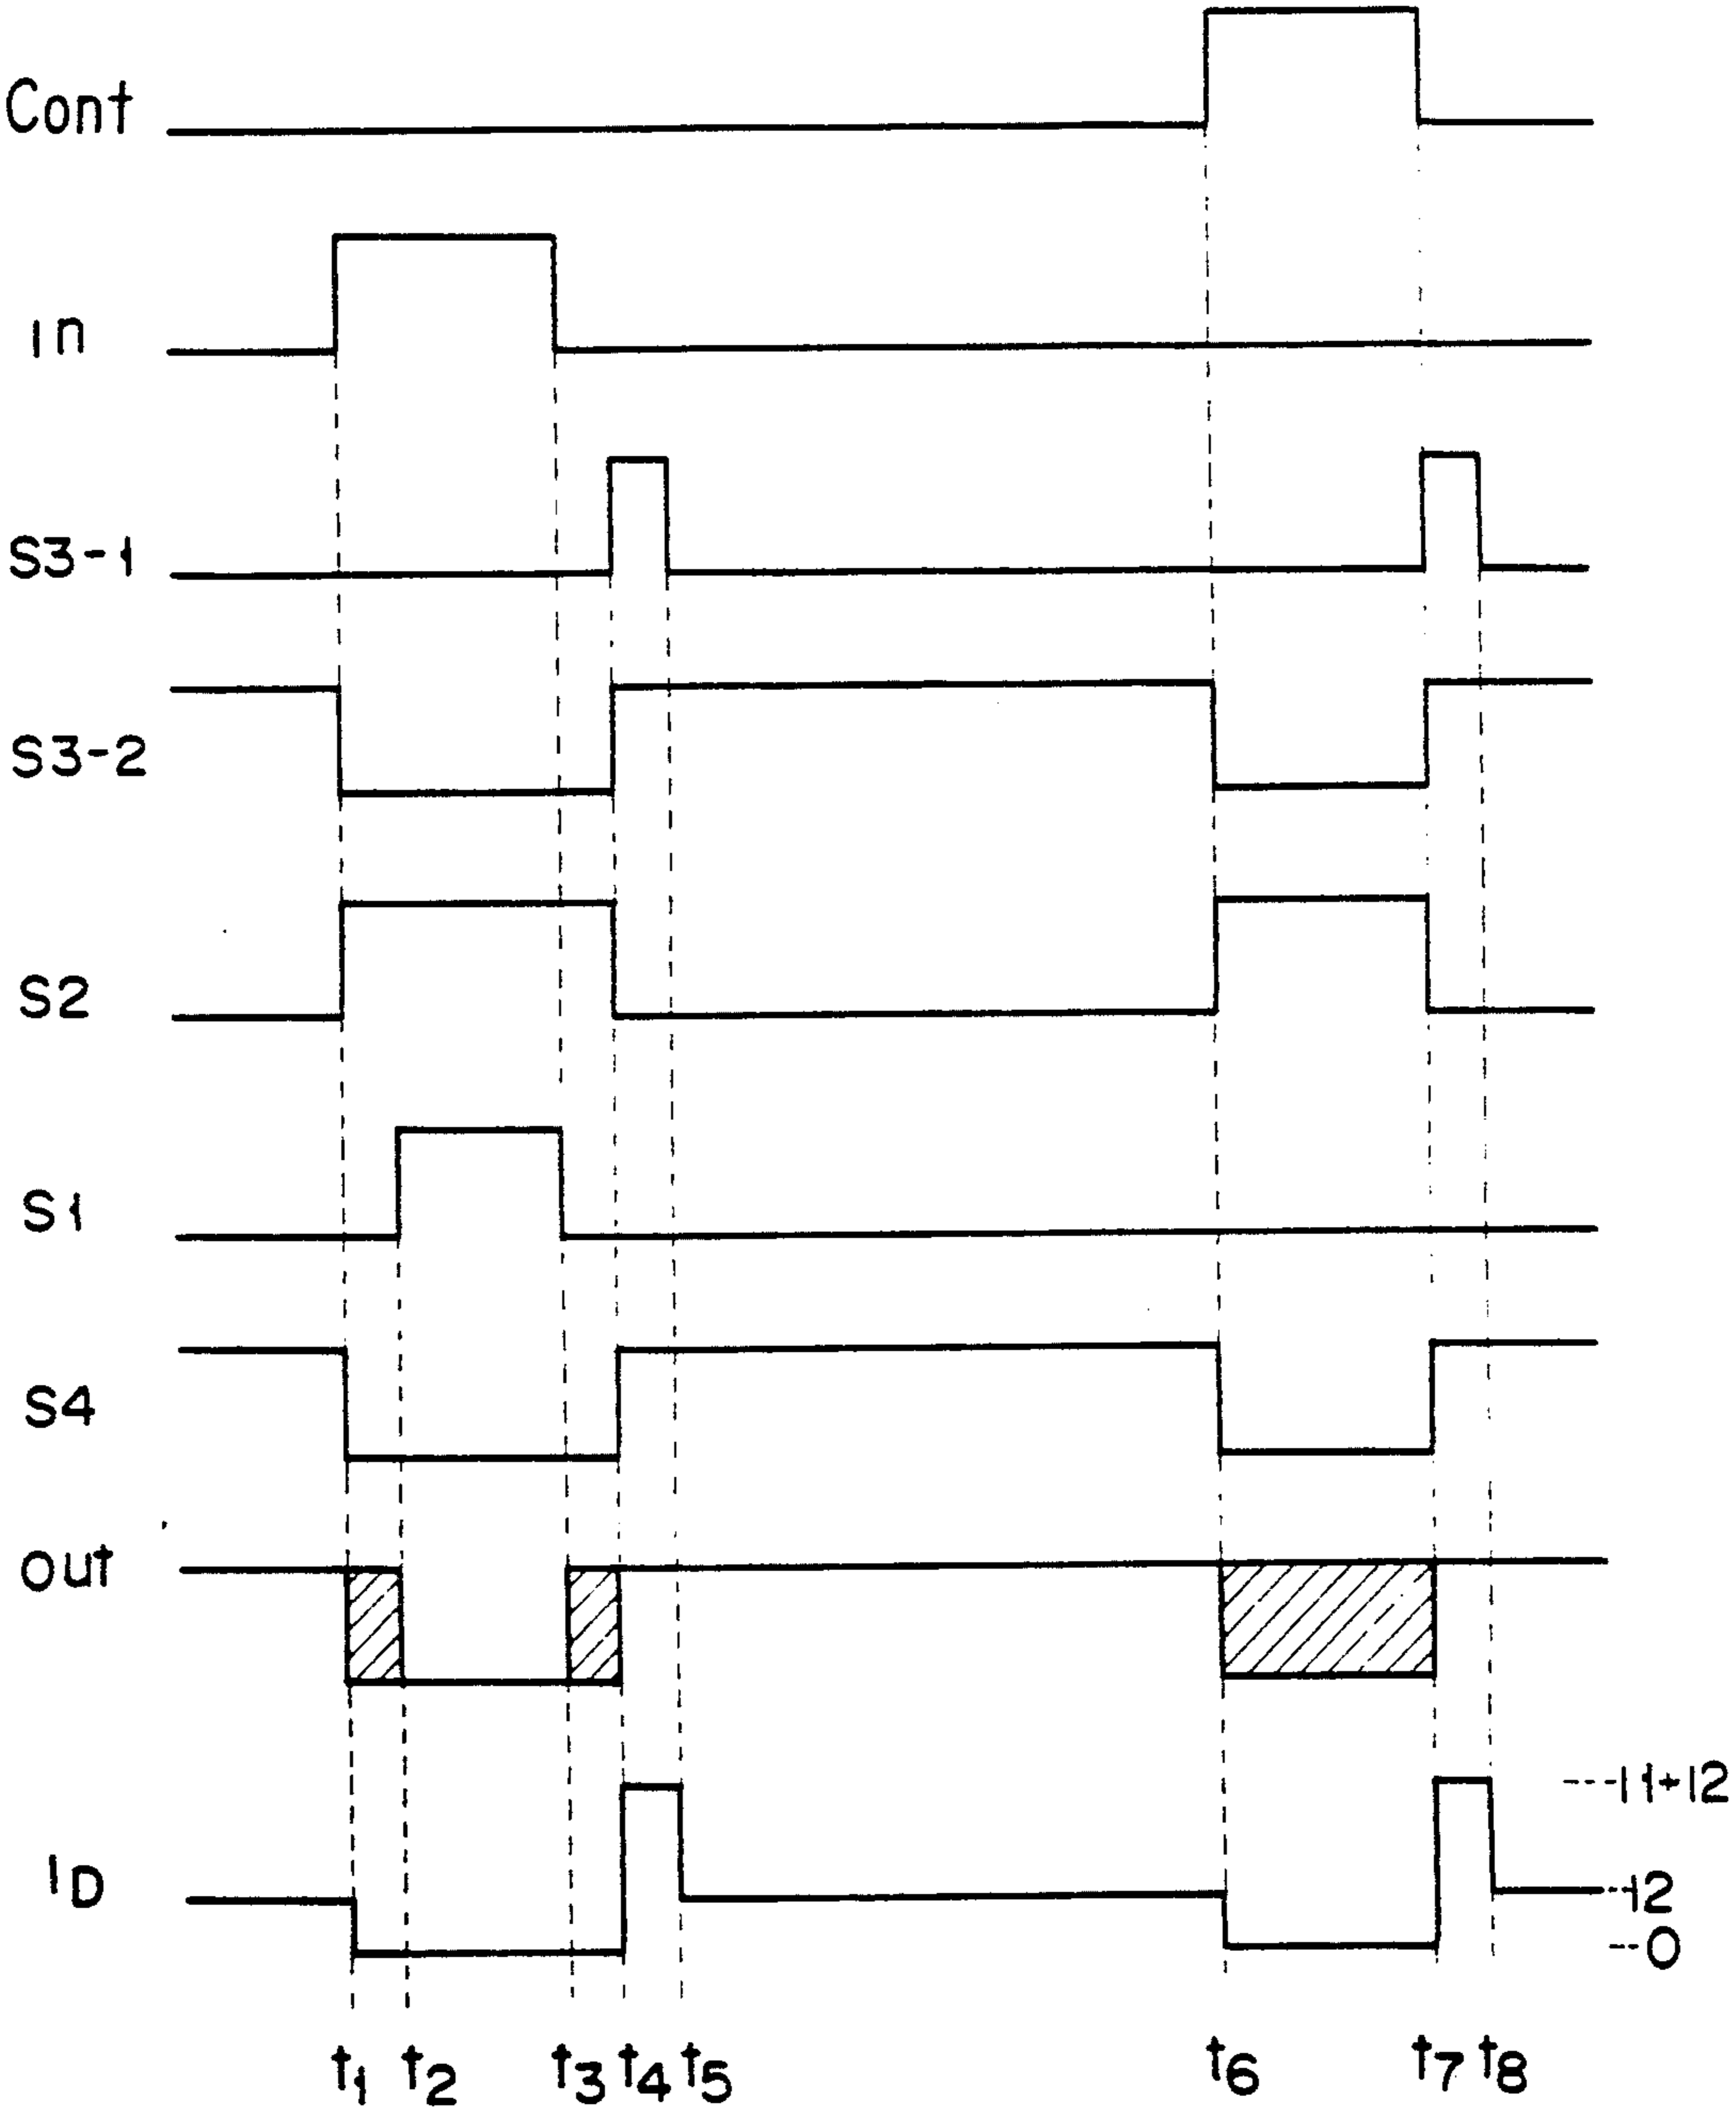 Cont
in
S3-1
S3-2
S2
S1
S4
out
---I1+I2
ID
--I2
--0
t1 t2 t3 t4 t5 t6 t7 t8